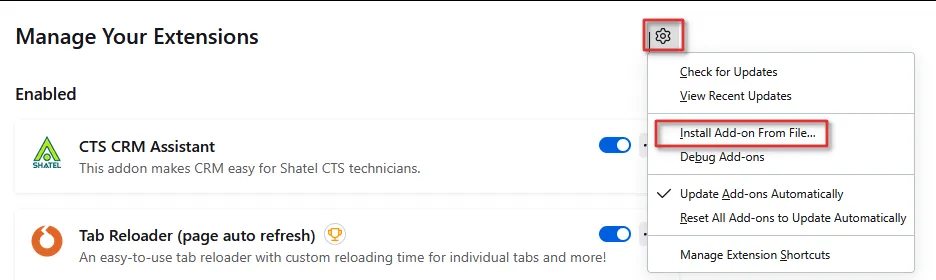 Manage Your Extensions
Check for Updates
View Recent Updates
Install Add-on From File...
Debug Add-ons
Update Add-ons Automatically
Reset All Add-ons to Update Automatically
Manage Extension Shortcuts
Enabled
SHATEL
CTS CRM Assistant
This addon makes CRM easy for Shatel CTS technicians.
Tab Reloader (page auto refresh)
An easy-to-use tab reloader with custom reloading time for individual tabs and more!